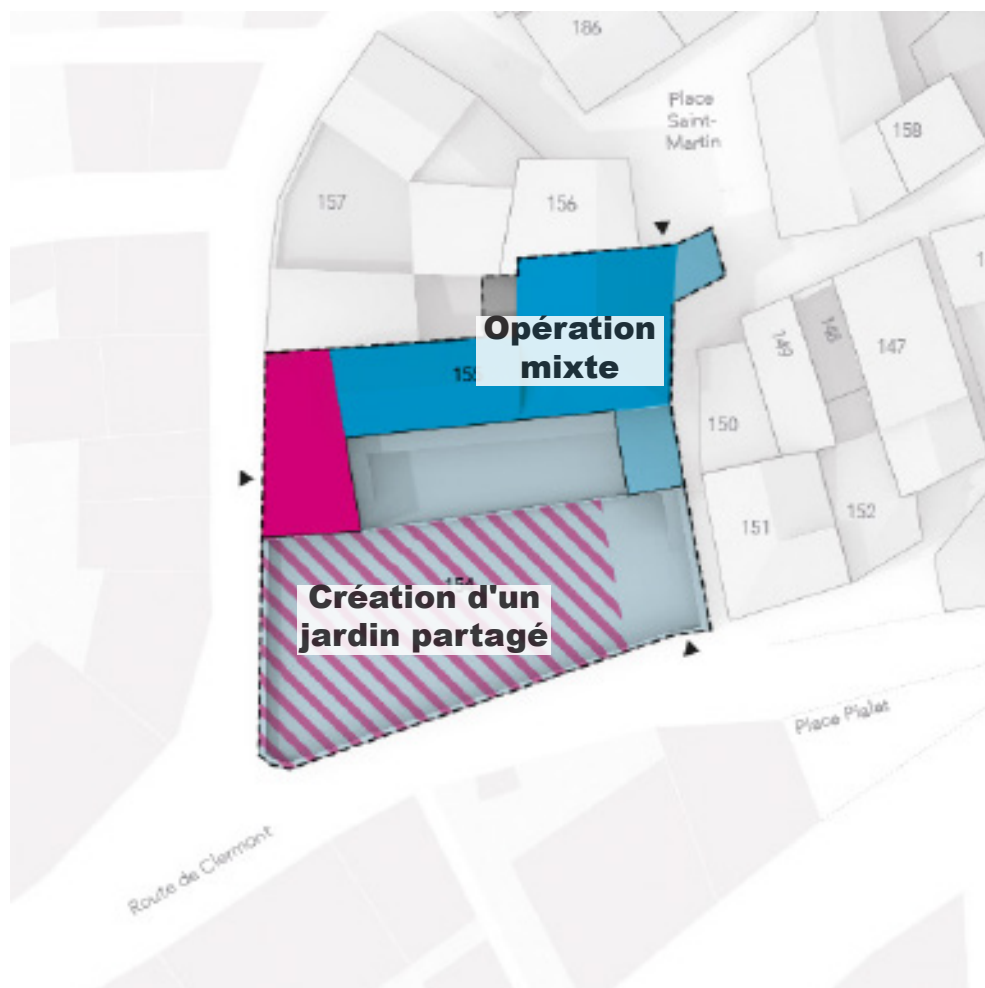 186
Place
Saint-
Martin
158
157
156
Opération
mixte
149
148
147
150
151
152
Création d'un
jardin partagé
Place Pialat
Route de Clermont